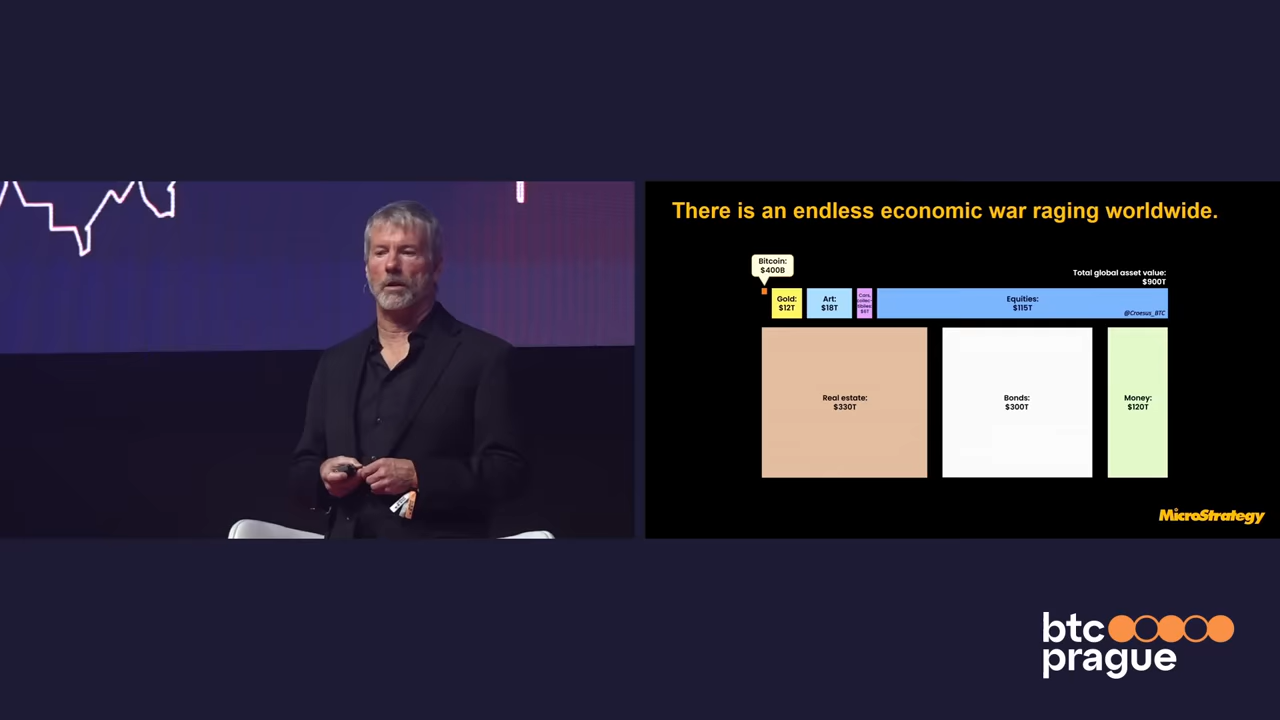 There is an endless economic war raging worldwide.
Bitcoin:
$400B
Total global asset value:
$900T
Gold:
$12T
Art:
$18T
$6T
Equities:
$115T
@Croesus_BTC
Real estate:
$330T
Bonds:
$300T
Money:
$120T
MicroStrategy
btc
prague